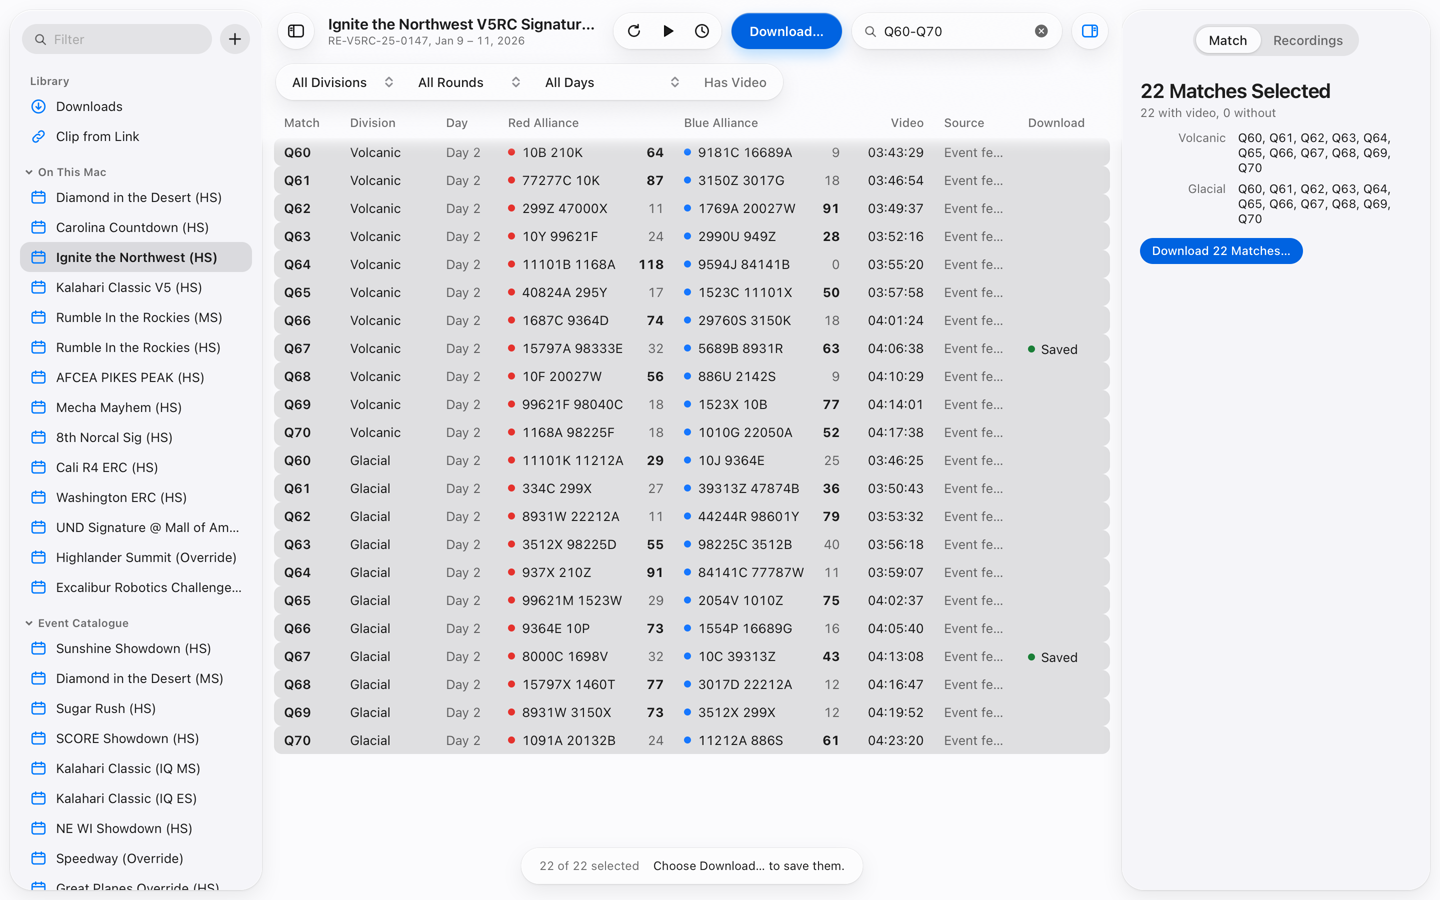 Filter
Library
Downloads
Clip from Link
On This Mac
Diamond in the Desert (HS)
Carolina Countdown (HS)
Ignite the Northwest (HS)
Kalahari Classic V5 (HS)
Rumble In the Rockies (MS)
Rumble In the Rockies (HS)
AFCEA PIKES PEAK (HS)
Mecha Mayhem (HS)
8th Norcal Sig (HS)
Cali R4 ERC (HS)
Washington ERC (HS)
UND Signature @ Mall of Am...
Highlander Summit (Override)
Excalibur Robotics Challenge...
Event Catalogue
Sunshine Showdown (HS)
Diamond in the Desert (MS)
Sugar Rush (HS)
SCORE Showdown (HS)
Kalahari Classic (IQ MS)
Kalahari Classic (IQ ES)
NE WI Showdown (HS)
Speedway (Override)
Great Planes Override (HS)
Ignite the Northwest V5RC Signatur...
RE-V5RC-25-0147, Jan 9 – 11, 2026
Download...
Q60-Q70
All Divisions All Rounds All Days Has Video
Match Division Day Red Alliance Blue Alliance Video Source Download
Q60 Volcanic Day 2 10B 210K 64 9181C 16689A 9 03:43:29 Event fe...
Q61 Volcanic Day 2 77277C 10K 87 3150Z 3017G 18 03:46:54 Event fe...
Q62 Volcanic Day 2 299Z 47000X 11 1769A 20027W 91 03:49:37 Event fe...
Q63 Volcanic Day 2 10Y 99621F 24 2990U 949Z 28 03:52:16 Event fe...
Q64 Volcanic Day 2 11101B 1168A 118 9594J 84141B 0 03:55:20 Event fe...
Q65 Volcanic Day 2 40824A 295Y 17 1523C 11101X 50 03:57:58 Event fe...
Q66 Volcanic Day 2 1687C 9364D 74 29760S 3150K 18 04:01:24 Event fe...
Q67 Volcanic Day 2 15797A 98333E 32 5689B 8931R 63 04:06:38 Event fe... Saved
Q68 Volcanic Day 2 10F 20027W 56 886U 2142S 9 04:10:29 Event fe...
Q69 Volcanic Day 2 99621F 98040C 18 1523X 10B 77 04:14:01 Event fe...
Q70 Volcanic Day 2 1168A 98225F 18 1010G 22050A 52 04:17:38 Event fe...
Q60 Glacial Day 2 11101K 11212A 29 10J 9364E 25 03:46:25 Event fe...
Q61 Glacial Day 2 334C 299X 27 39313Z 47874B 36 03:50:43 Event fe...
Q62 Glacial Day 2 8931W 22212A 11 44244R 98601Y 79 03:53:32 Event fe...
Q63 Glacial Day 2 3512X 98225D 55 98225C 3512B 40 03:56:18 Event fe...
Q64 Glacial Day 2 937X 210Z 91 84141C 77787W 11 03:59:07 Event fe...
Q65 Glacial Day 2 99621M 1523W 29 2054V 1010Z 75 04:02:37 Event fe...
Q66 Glacial Day 2 9364E 10P 73 1554P 16689G 16 04:05:40 Event fe...
Q67 Glacial Day 2 8000C 1698V 32 10C 39313Z 43 04:13:08 Event fe... Saved
Q68 Glacial Day 2 15797X 1460T 77 3017D 22212A 12 04:16:47 Event fe...
Q69 Glacial Day 2 8931W 3150X 73 3512X 299X 12 04:19:52 Event fe...
Q70 Glacial Day 2 1091A 20132B 24 11212A 886S 61 04:23:20 Event fe...
22 of 22 selected Choose Download... to save them.
Match Recordings
22 Matches Selected
22 with video, 0 without
Volcanic Q60, Q61, Q62, Q63, Q64,
Q65, Q66, Q67, Q68, Q69,
Q70
Glacial Q60, Q61, Q62, Q63, Q64,
Q65, Q66, Q67, Q68, Q69,
Q70
Download 22 Matches...